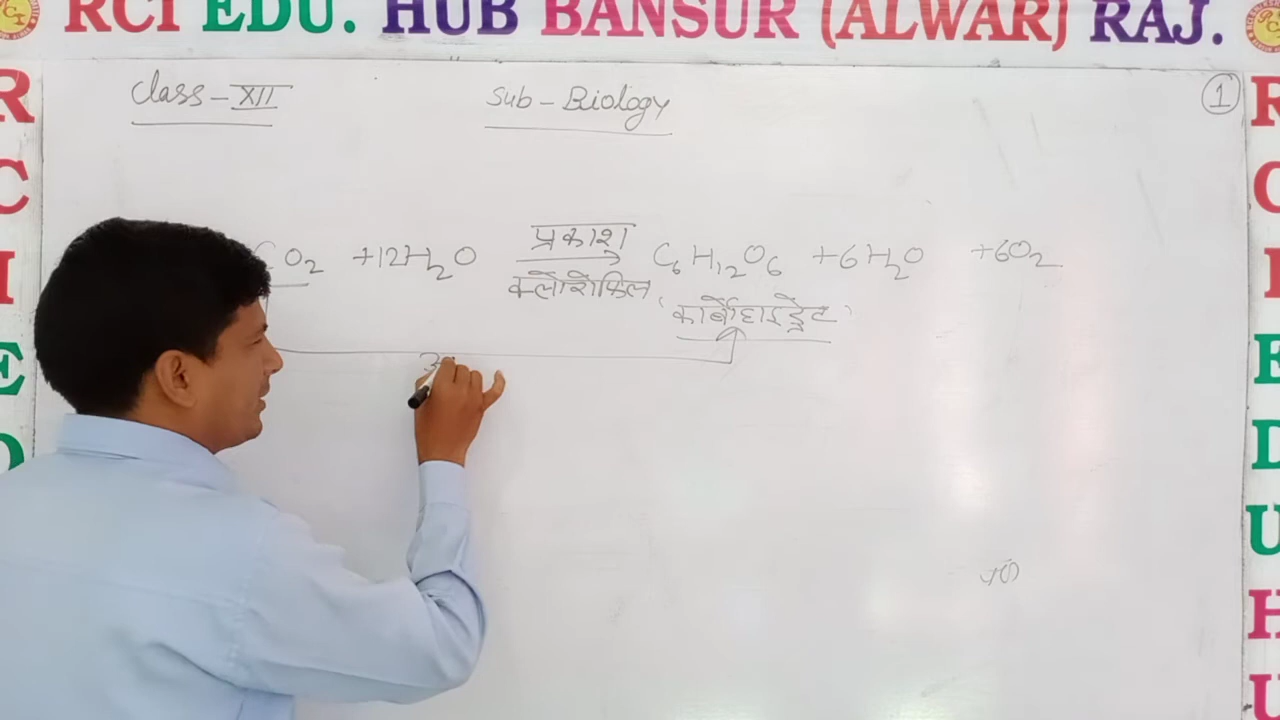 RCI EDU. HUB BANSUR (ALWAR) RAJ.
Class - XII
Sub - Biology
1
CO2 + 12H2O प्रकाश C6H12O6 + 6H2O + 6O2
क्लोरोफिल
कार्बोहाइड्रेट
R
C
I
E
D
R
C
I
E
D
U
H
U